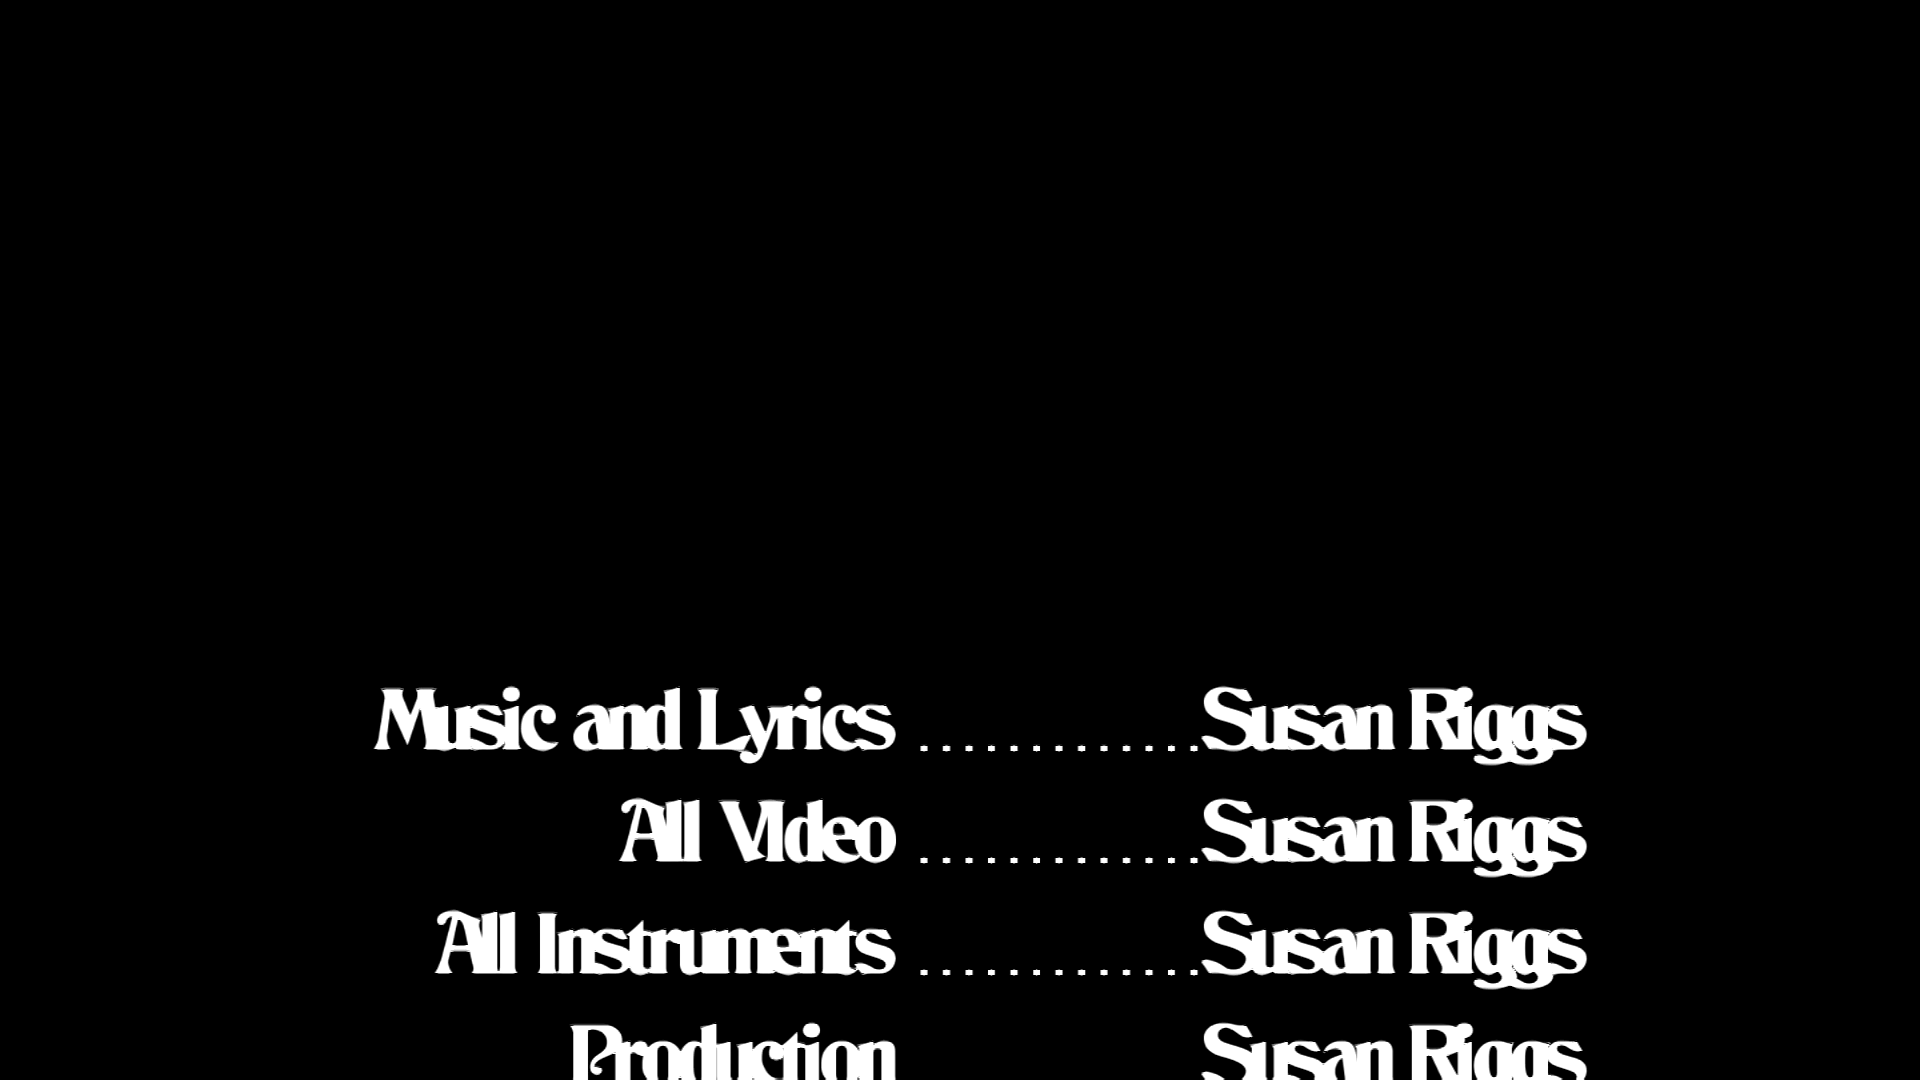 Music and Lyrics .............Susan Riggs
All Video .............Susan Riggs
All Instruments .............Susan Riggs
Production Susan Riggs